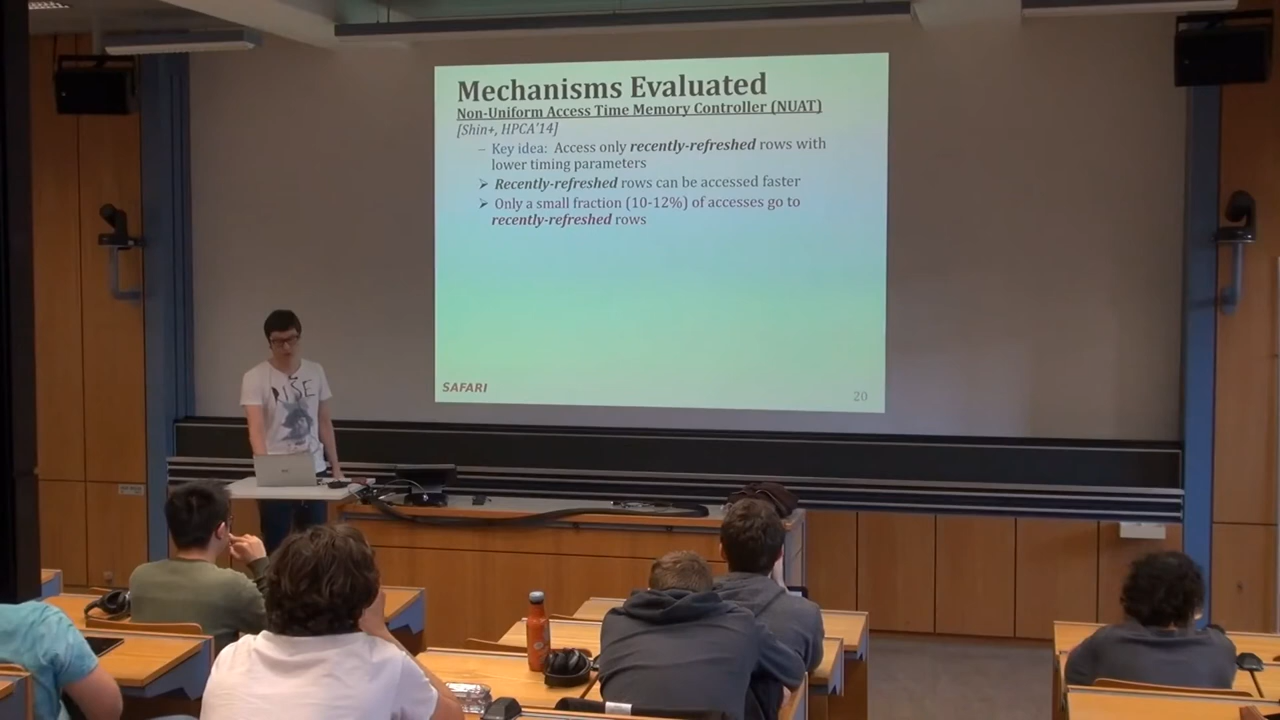 Mechanisms Evaluated
Non-Uniform Access Time Memory Controller (NUAT)
[Shin+, HPCA'14]
– Key idea: Access only recently-refreshed rows with
lower timing parameters
➢ Recently-refreshed rows can be accessed faster
➢ Only a small fraction (10-12%) of accesses go to
recently-refreshed rows
SAFARI
20
RISE